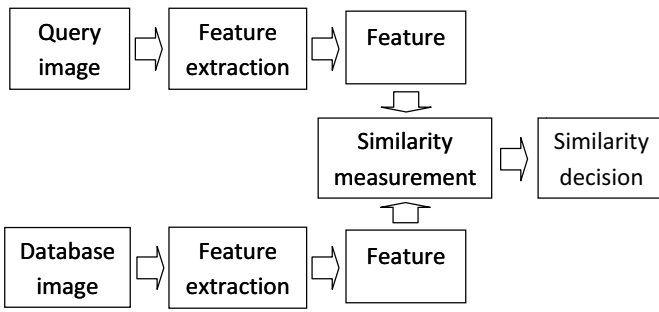 Query
image
Feature
extraction
Feature
Similarity
measurement
Similarity
decision
Database
image
Feature
extraction
Feature